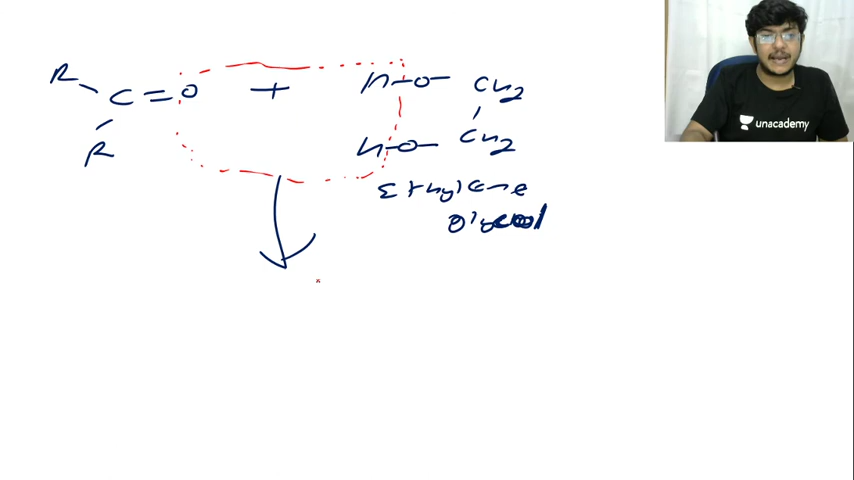 R
C=O + H-O- CH2
R H-O- CH2
Ethylene
Glycol
unacademy